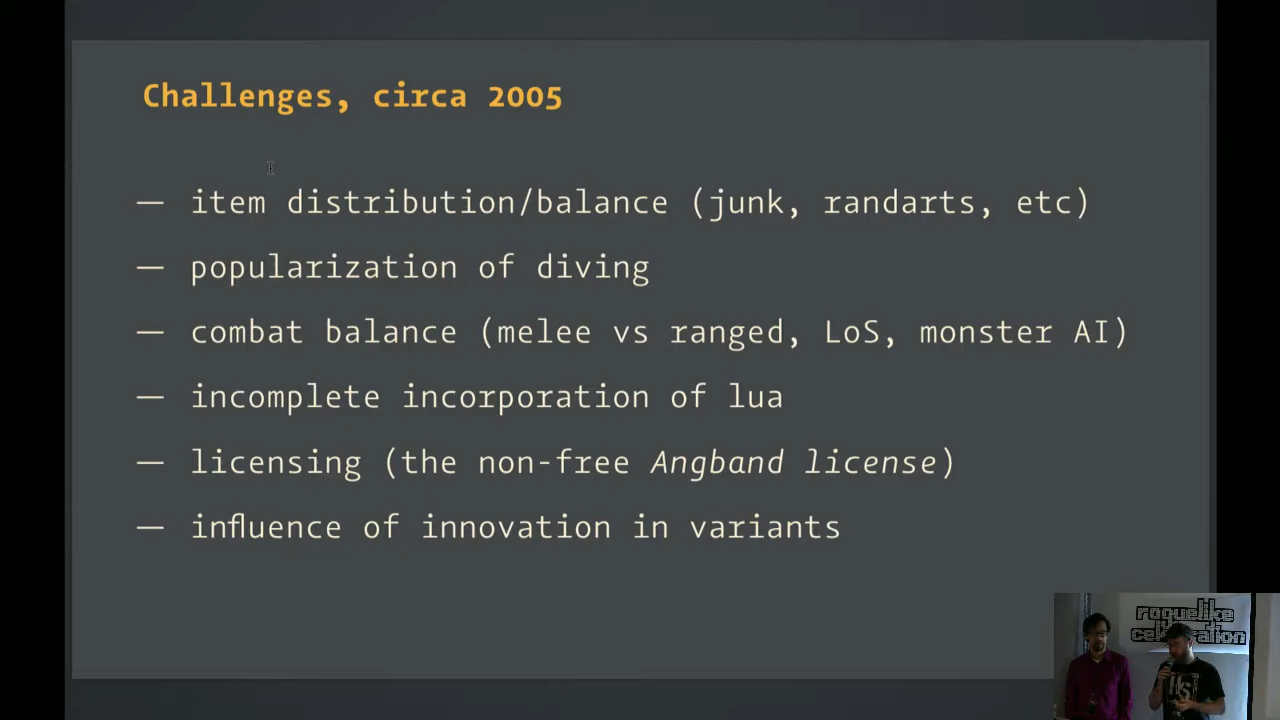 Challenges, circa 2005
— item distribution/balance (junk, randarts, etc)
— popularization of diving
— combat balance (melee vs ranged, LoS, monster AI)
— incomplete incorporation of lua
— licensing (the non-free Angband license)
— influence of innovation in variants
roguelike
celebration